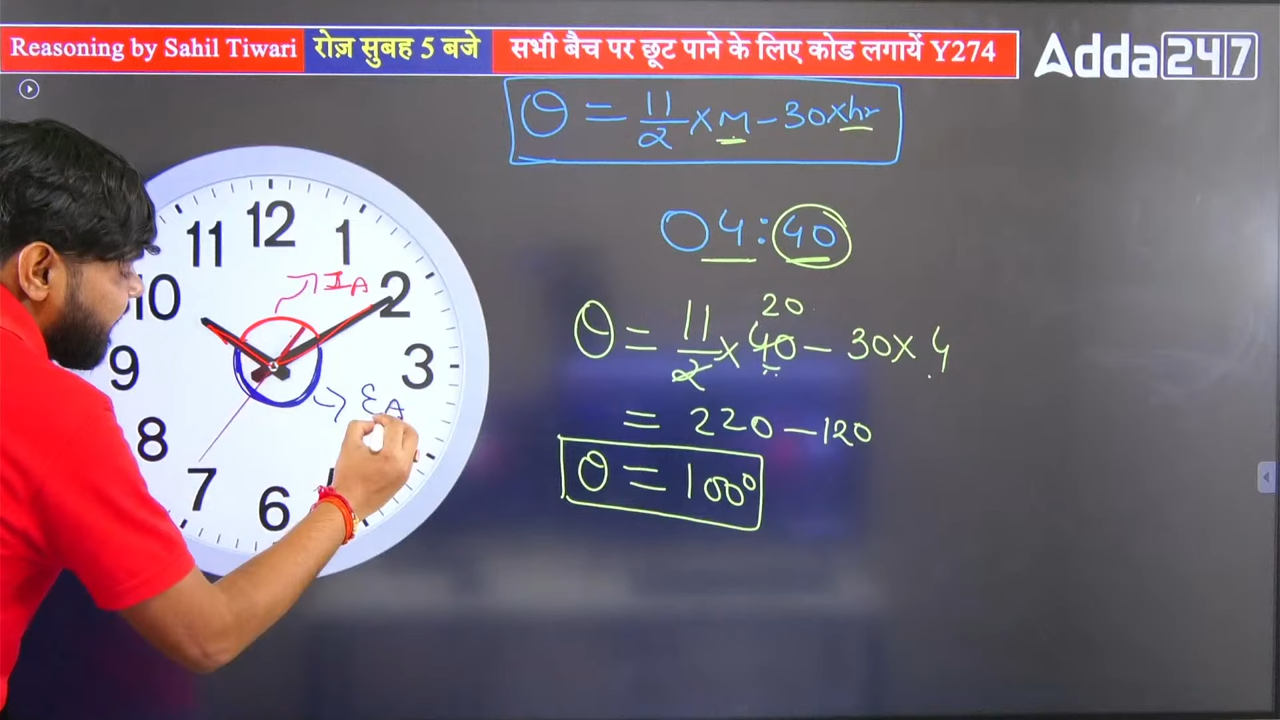 Reasoning by Sahil Tiwari रोज़ सुबह 5 बजे सभी बैच पर छूट पाने के लिए कोड लगायें Y274 Adda247
θ = 11/2 × M - 30 × hr
04:40
θ = 11/2 × 40 - 30 × 4
20
= 220 - 120
θ = 100°
12
11 1
10 2
IA
9 3
EA
8
7 6